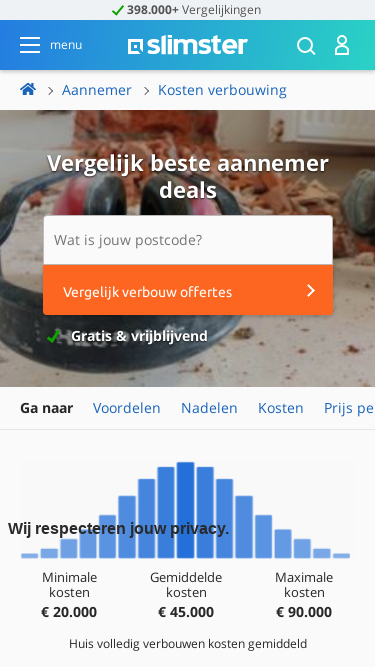 398.000+ Vergelijkingen
menu
slimster
Aannemer
Kosten verbouwing
Vergelijk beste aannemer
deals
Wat is jouw postcode?
Vergelijk verbouw offertes
Gratis & vrijblijvend
Ga naar Voordelen Nadelen Kosten Prijs pe
Wij respecteren jouw privacy.
Minimale kosten
€ 20.000
Gemiddelde kosten
€ 45.000
Maximale kosten
€ 90.000
Huis volledig verbouwen kosten gemiddeld